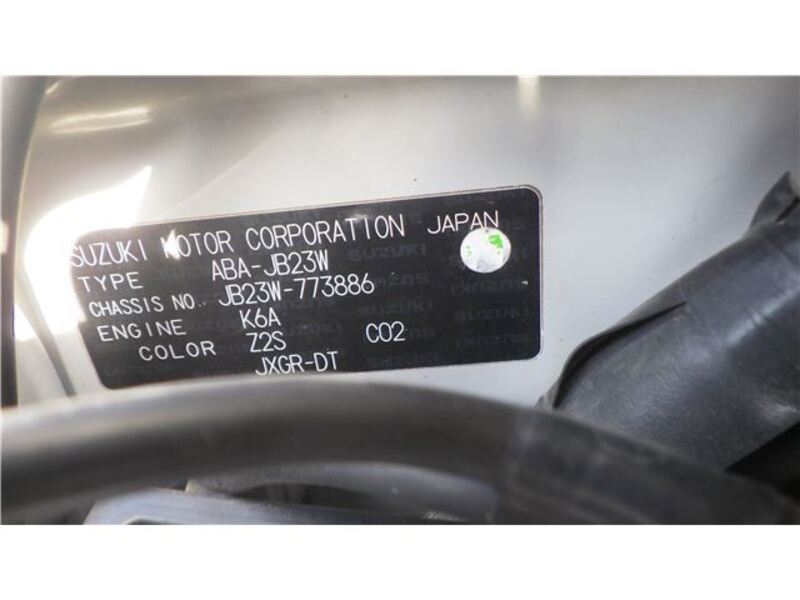 SUZUKI MOTOR CORPORATION JAPAN
TYPE ABA-JB23W
CHASSIS NO. JB23W-773886
ENGINE K6A
COLOR Z2S C02
JXGR-DT